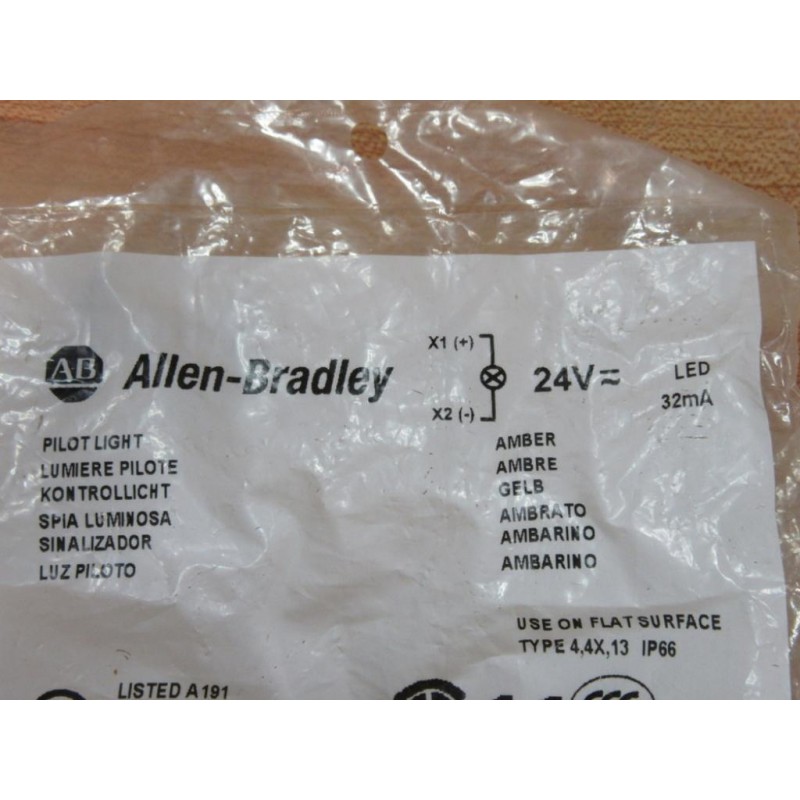 AB Allen-Bradley
X1 (+)
X2 (-)
24V≂
LED
32mA
PILOT LIGHT
LUMIERE PILOTE
KONTROLLICHT
SPIA LUMINOSA
SINALIZADOR
LUZ PILOTO
AMBER
AMBRE
GELB
AMBRATO
AMBARINO
AMBARINO
USE ON FLAT SURFACE
TYPE 4,4X,13 IP66
LISTED A191